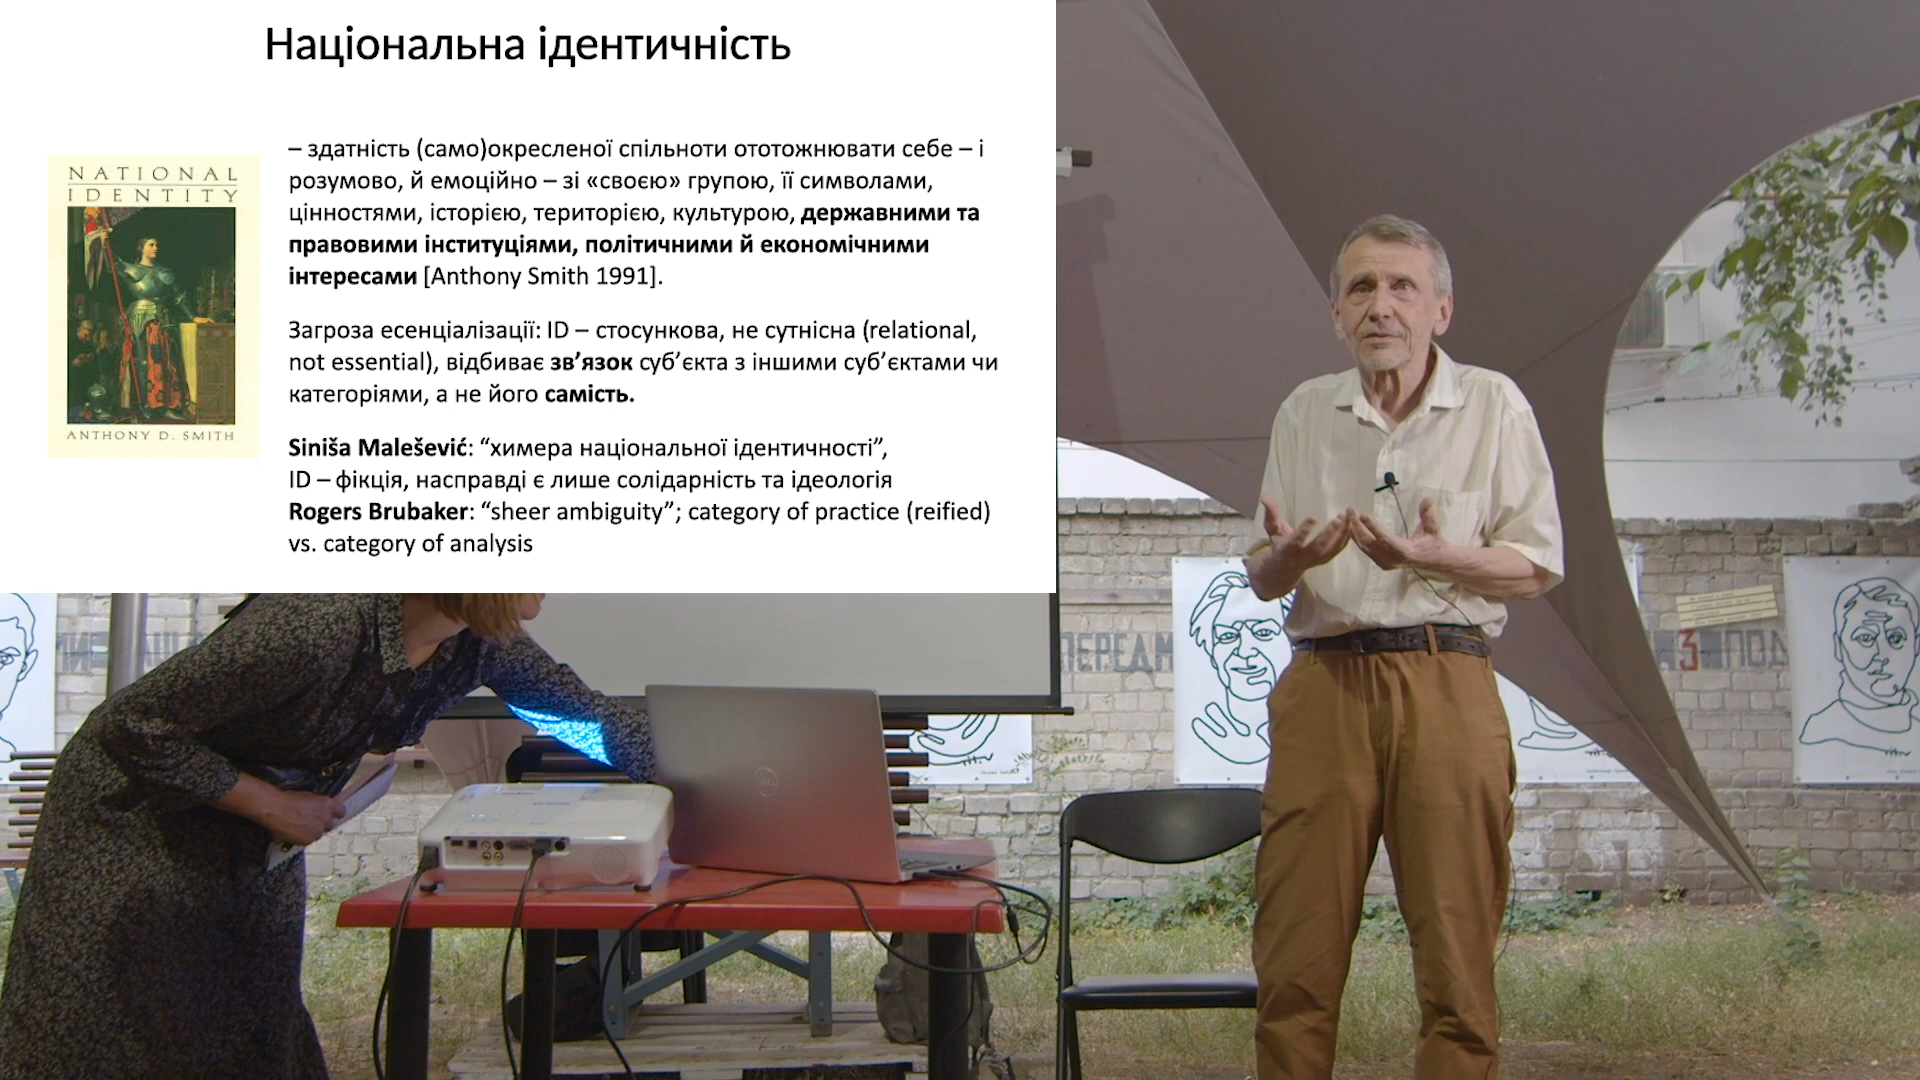 Національна ідентичність
NATIONAL
IDENTITY
ANTHONY D. SMITH
– здатність (само)окресленої спільноти ототожнювати себе – і
розумово, й емоційно – зі «своєю» групою, її символами,
цінностями, історією, територією, культурою, державними та
правовими інституціями, політичними й економічними
інтересами [Anthony Smith 1991].
Загроза есенціалізації: ID – стосункова, не сутнісна (relational,
not essential), відбиває зв’язок суб’єкта з іншими суб’єктами чи
категоріями, а не його самість.
Siniša Malešević: “химера національної ідентичності”,
ID – фікція, насправді є лише солідарність та ідеологія
Rogers Brubaker: “sheer ambiguity”; category of practice (reified)
vs. category of analysis
ПЕРЕДМ
З ПОД